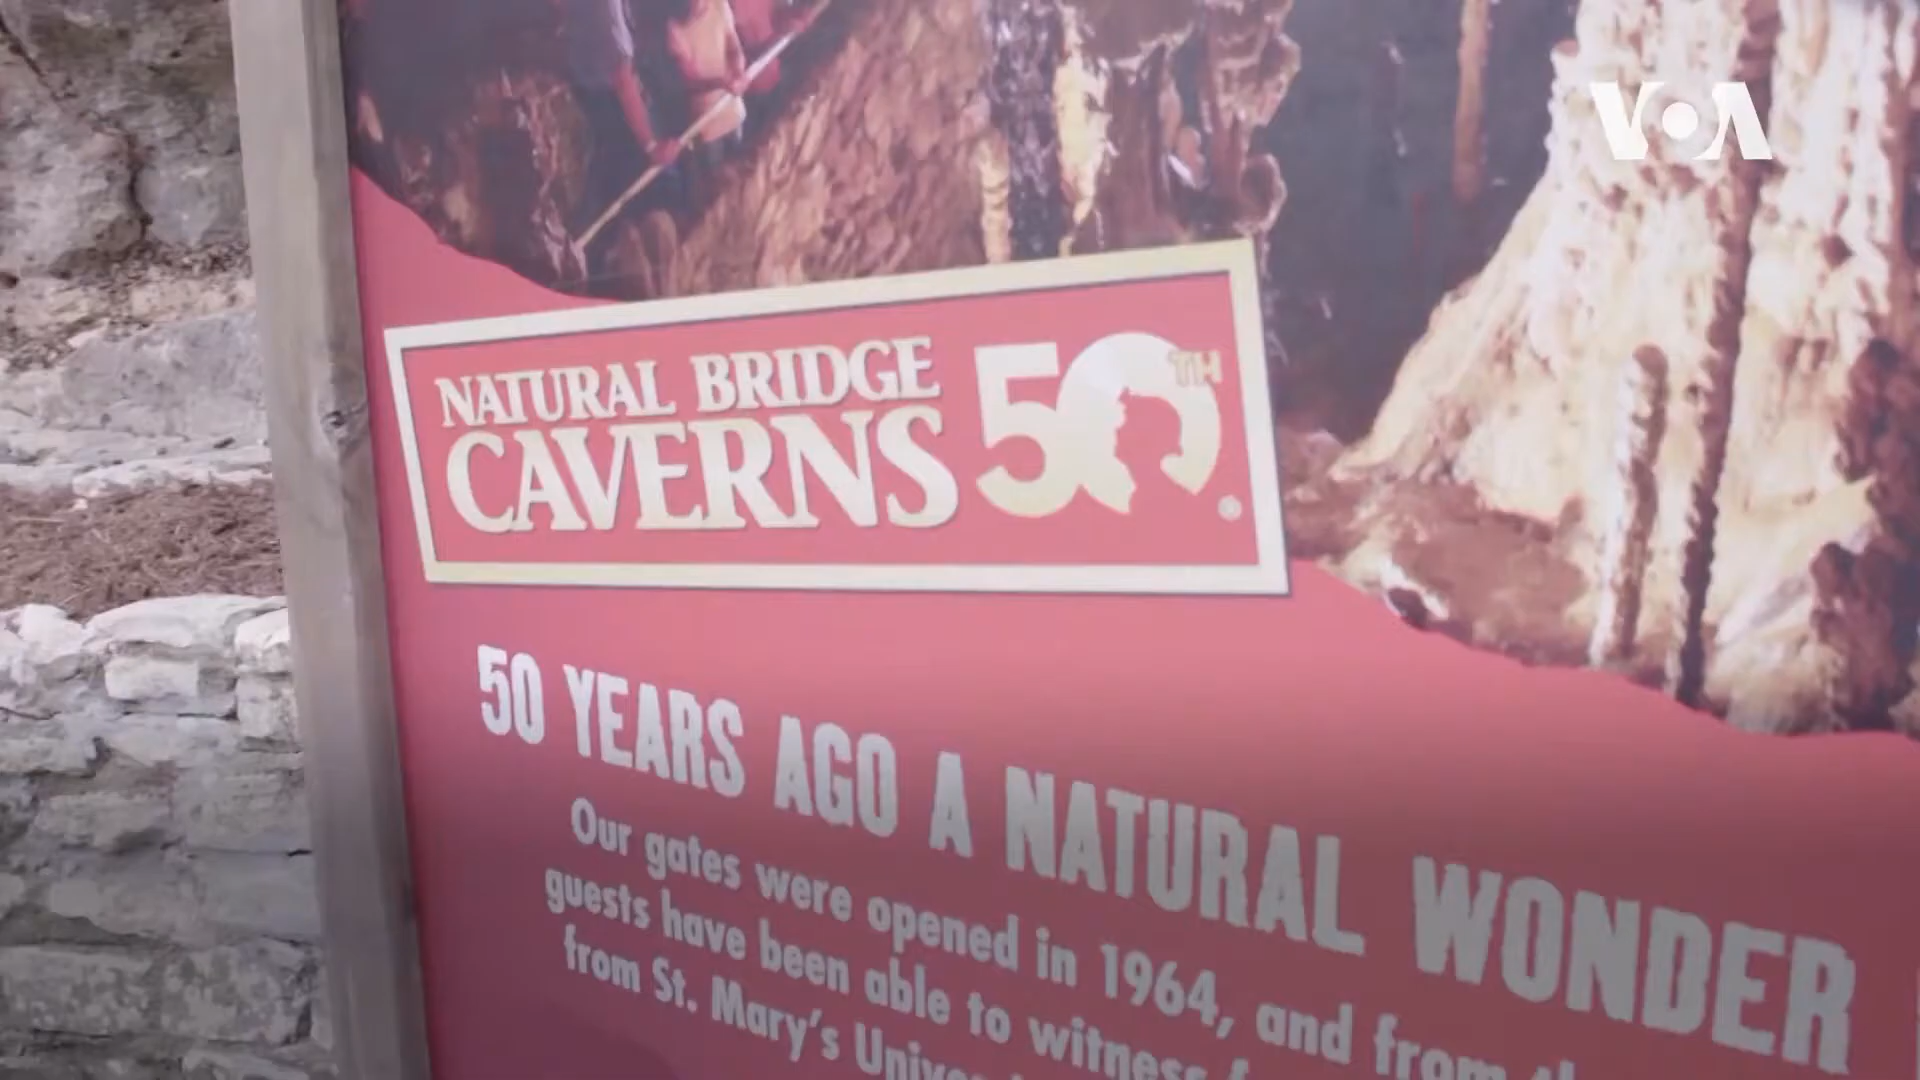 VOA
NATURAL BRIDGE
CAVERNS
50TH
50 YEARS AGO A NATURAL WONDER
Our gates were opened in 1964, and from
guests have been able to witness
from St. Mary's